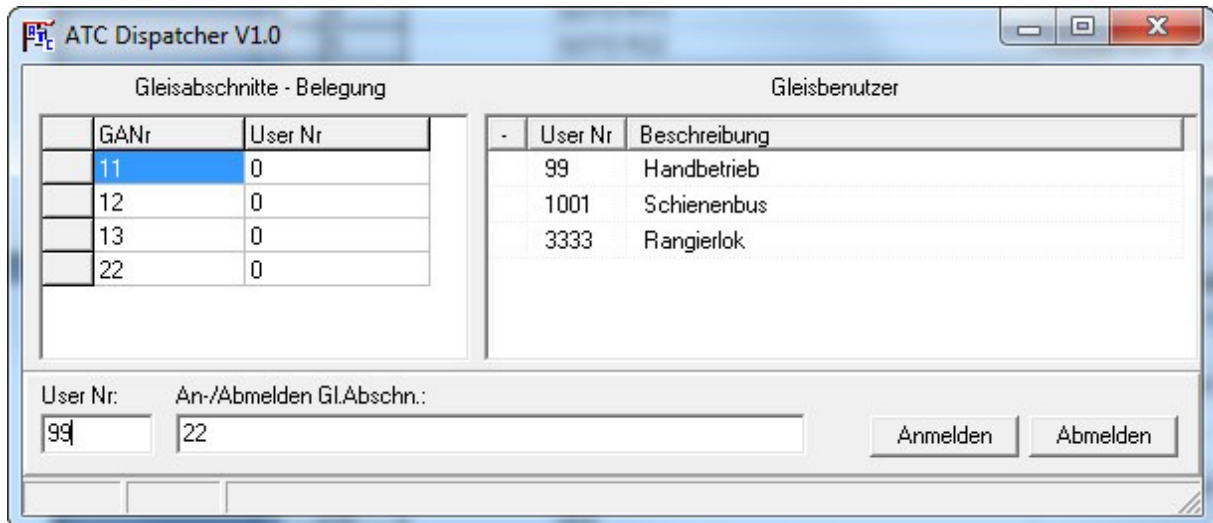 ATC Dispatcher V1.0
Gleisabschnitte - Belegung
GANr User Nr
11 0
12 0
13 0
22 0
Gleisbenutzer
- User Nr Beschreibung
99 Handbetrieb
1001 Schienenbus
3333 Rangierlok
User Nr: An-/Abmelden Gl.Abschn.:
99 22 Anmelden Abmelden